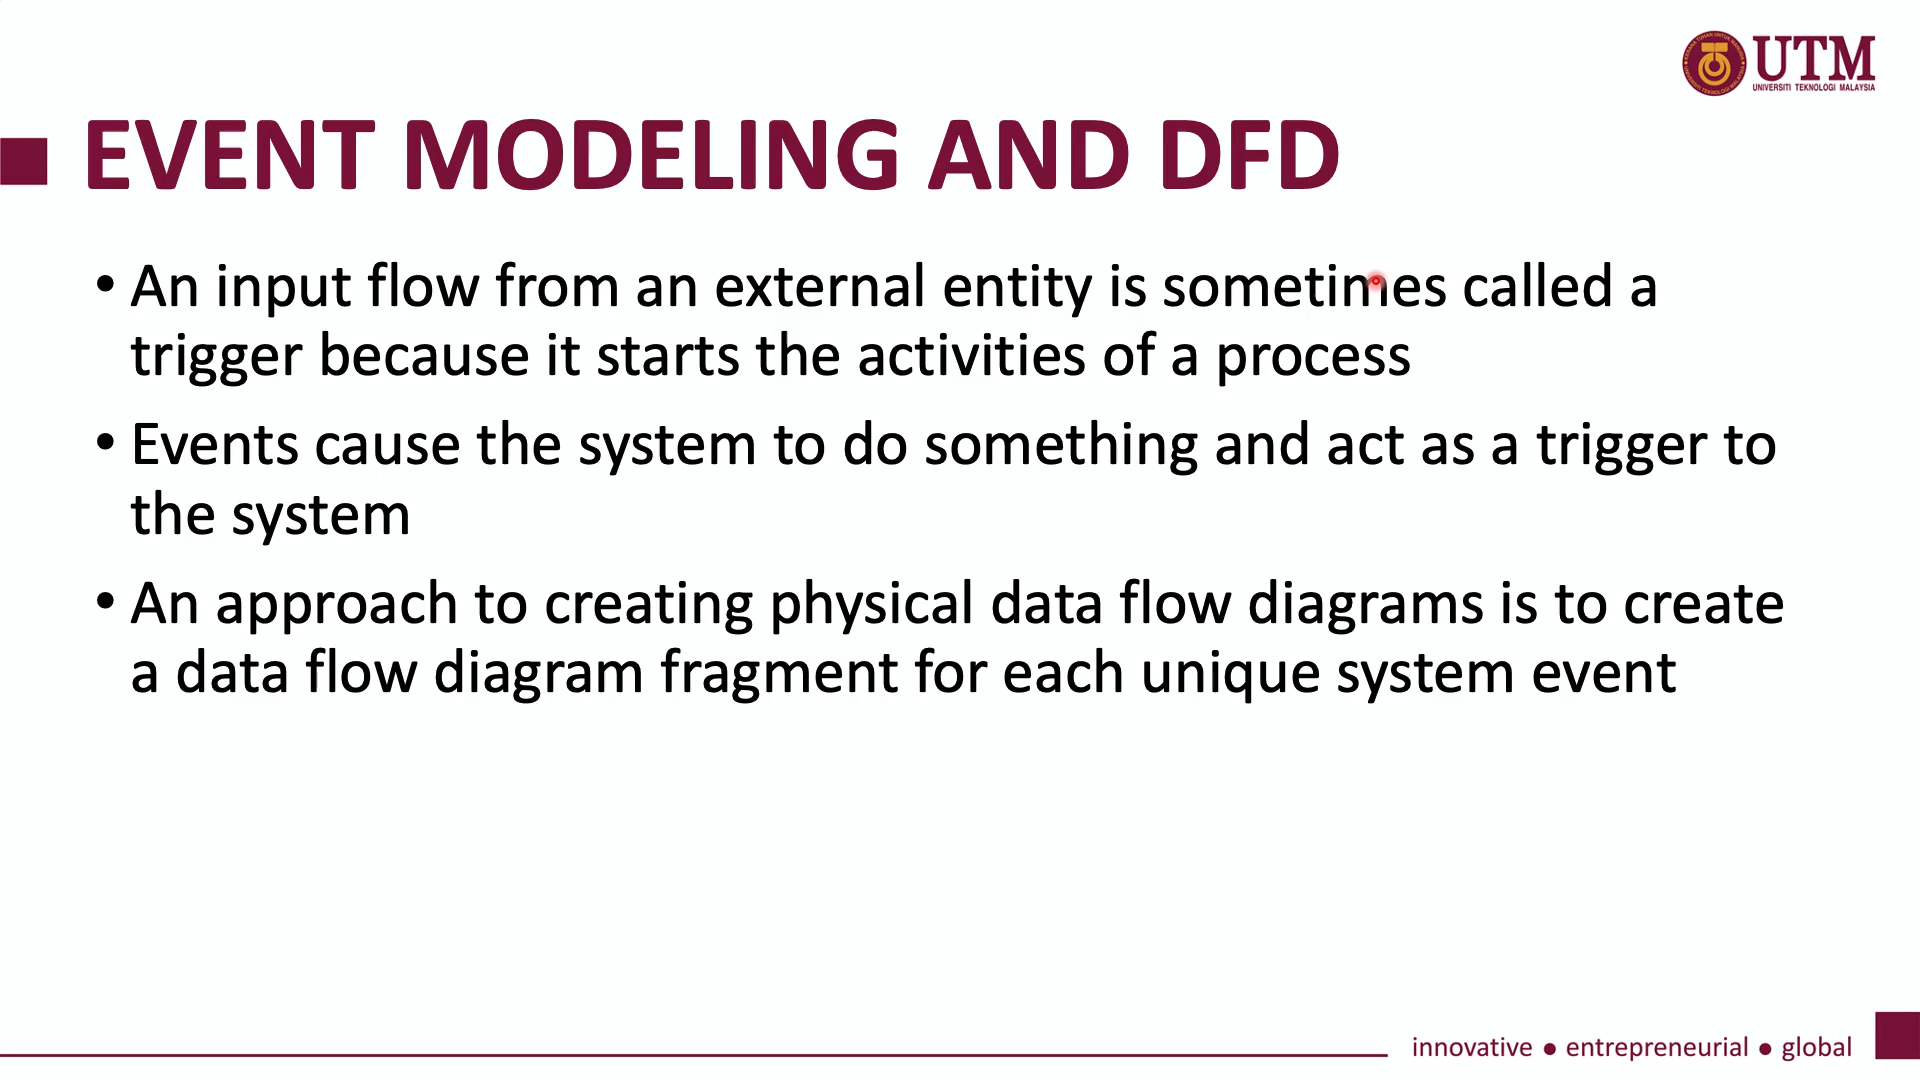 UTM
UNIVERSITI TEKNOLOGI MALAYSIA
EVENT MODELING AND DFD
• An input flow from an external entity is sometimes called a
trigger because it starts the activities of a process
• Events cause the system to do something and act as a trigger to
the system
• An approach to creating physical data flow diagrams is to create
a data flow diagram fragment for each unique system event
innovative ● entrepreneurial ● global